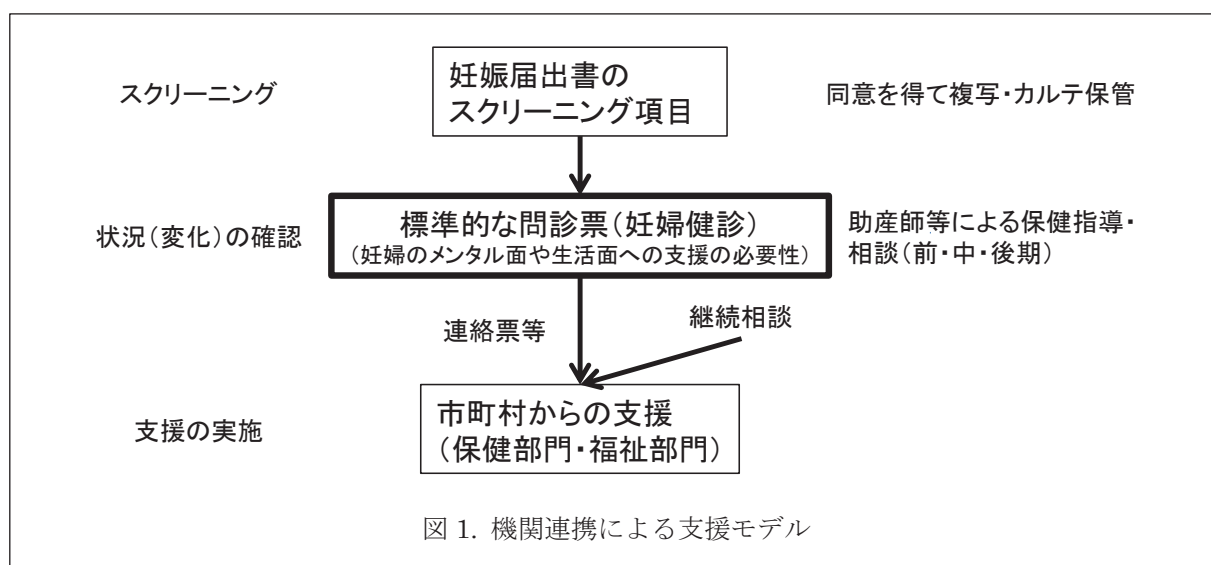 スクリーニング
妊娠届出書の
スクリーニング項目
同意を得て複写・カルテ保管
状況(変化)の確認
標準的な問診票(妊婦健診)
(妊婦のメンタル面や生活面への支援の必要性)
助産師等による保健指導・
相談(前・中・後期)
連絡票等
継続相談
支援の実施
市町村からの支援
(保健部門・福祉部門)
図 1. 機関連携による支援モデル